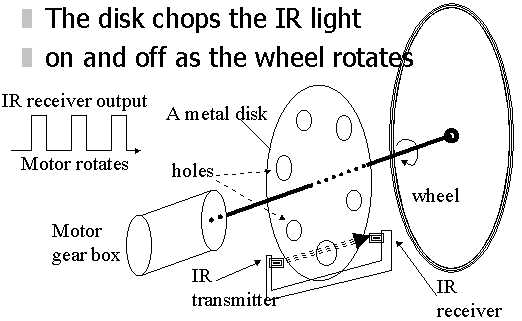 The disk chops the IR light
on and off as the wheel rotates
IR receiver output
Motor rotates
A metal disk
holes
wheel
Motor
gear box
IR
transmitter
IR
receiver